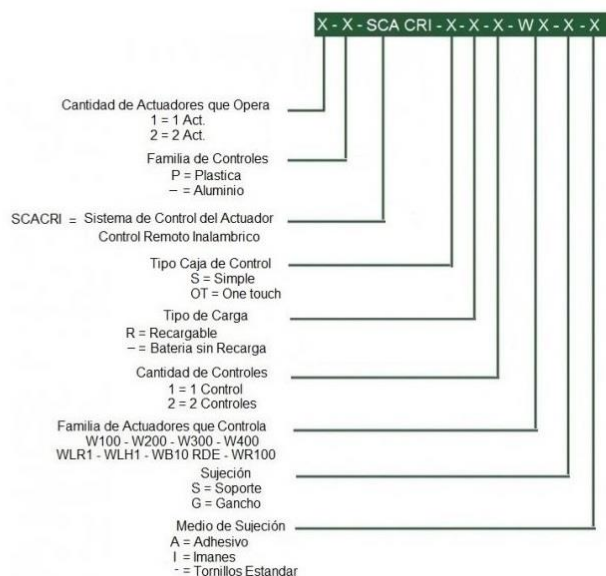 X - X - SCA CRI - X - X - X - W X - X - X -
Cantidad de Actuadores que Opera
1 = 1 Act.
2 = 2 Act.
Familia de Controles
P = Plastica
– = Aluminio
SCACRI = Sistema de Control del Actuador
Control Remoto Inalambrico
Tipo Caja de Control
S = Simple
OT = One touch
Tipo de Carga
R = Recargable
– = Bateria sin Recarga
Cantidad de Controles
1 = 1 Control
2 = 2 Controles
Familia de Actuadores que Controla
W100 - W200 - W300 - W400
WLR1 - WLH1 - WB10 RDE - WR100
Sujeción
S = Soporte
G = Gancho
Medio de Sujeción
A = Adhesivo
I = Imanes
- = Tornillos Estandar